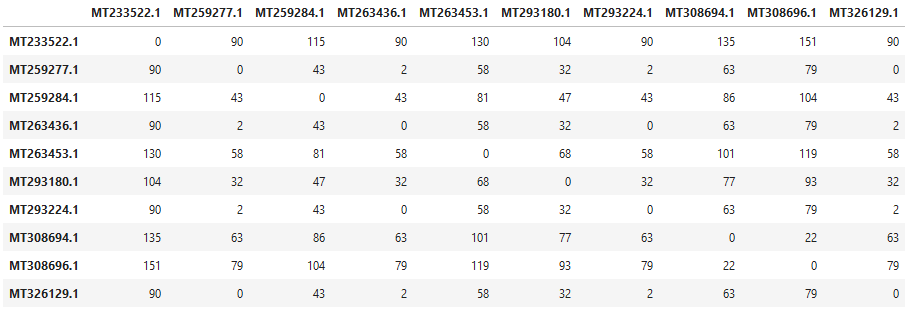 MT233522.1 MT259277.1 MT259284.1 MT263436.1 MT263453.1 MT293180.1 MT293224.1 MT308694.1 MT308696.1 MT326129.1
MT233522.1 0 90 115 90 130 104 90 135 151 90
MT259277.1 90 0 43 2 58 32 2 63 79 0
MT259284.1 115 43 0 43 81 47 43 86 104 43
MT263436.1 90 2 43 0 58 32 0 63 79 2
MT263453.1 130 58 81 58 0 68 58 101 119 58
MT293180.1 104 32 47 32 68 0 32 77 93 32
MT293224.1 90 2 43 0 58 32 0 63 79 2
MT308694.1 135 63 86 63 101 77 63 0 22 63
MT308696.1 151 79 104 79 119 93 79 22 0 79
MT326129.1 90 0 43 2 58 32 2 63 79 0